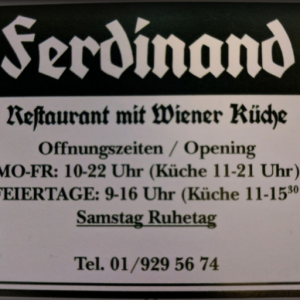 Ferdinand
Restaurant mit Wiener Küche
Offnungszeiten / Opening
MO-FR: 10-22 Uhr (Küche 11-21 Uhr)
FEIERTAGE: 9-16 Uhr (Küche 11-15³⁰
Samstag Ruhetag
Tel. 01/929 56 74